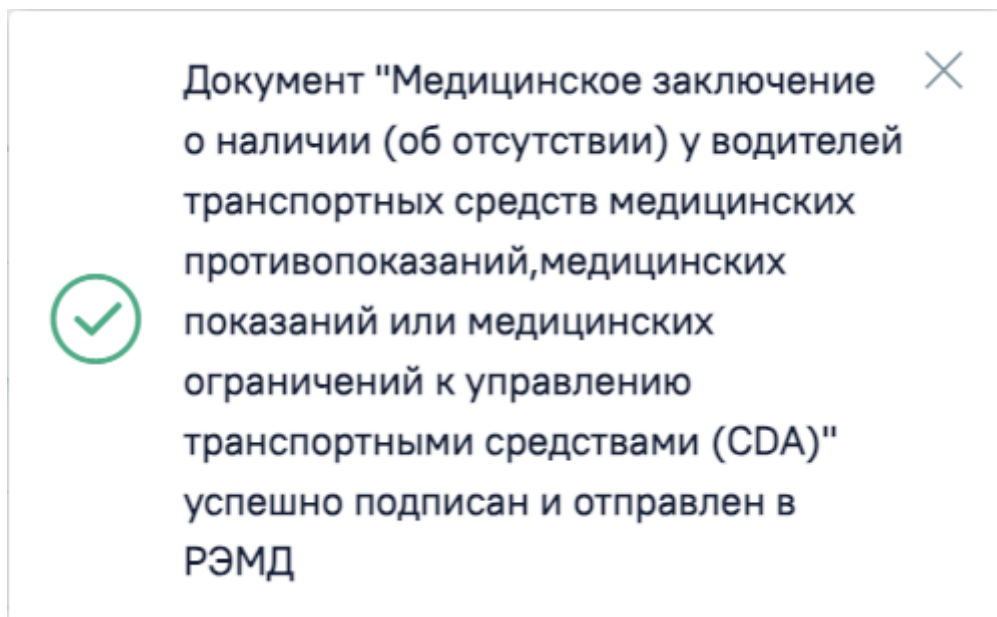 Документ "Медицинское заключение
о наличии (об отсутствии) у водителей
транспортных средств медицинских
противопоказаний,медицинских
показаний или медицинских
ограничений к управлению
транспортными средствами (CDA)"
успешно подписан и отправлен в
РЭМД